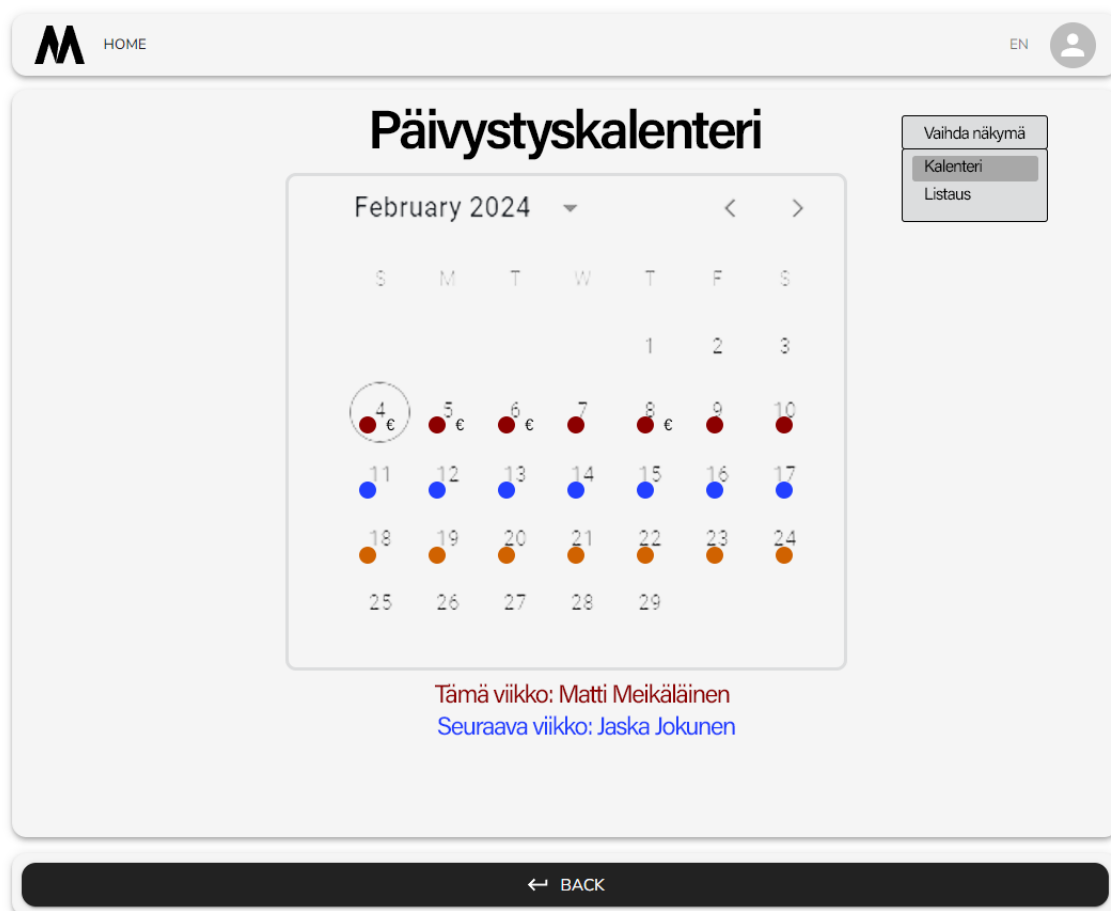 HOME EN
Päivystyskalenteri
Vaihda näkymä
Kalenteri
Listaus
February 2024
S M T W T F S
1 2 3
4 € 5 € 6 € 7 8 € 9 10
11 12 13 14 15 16 17
18 19 20 21 22 23 24
25 26 27 28 29
Tämä viikko: Matti Meikäläinen
Seuraava viikko: Jaska Jokunen
BACK